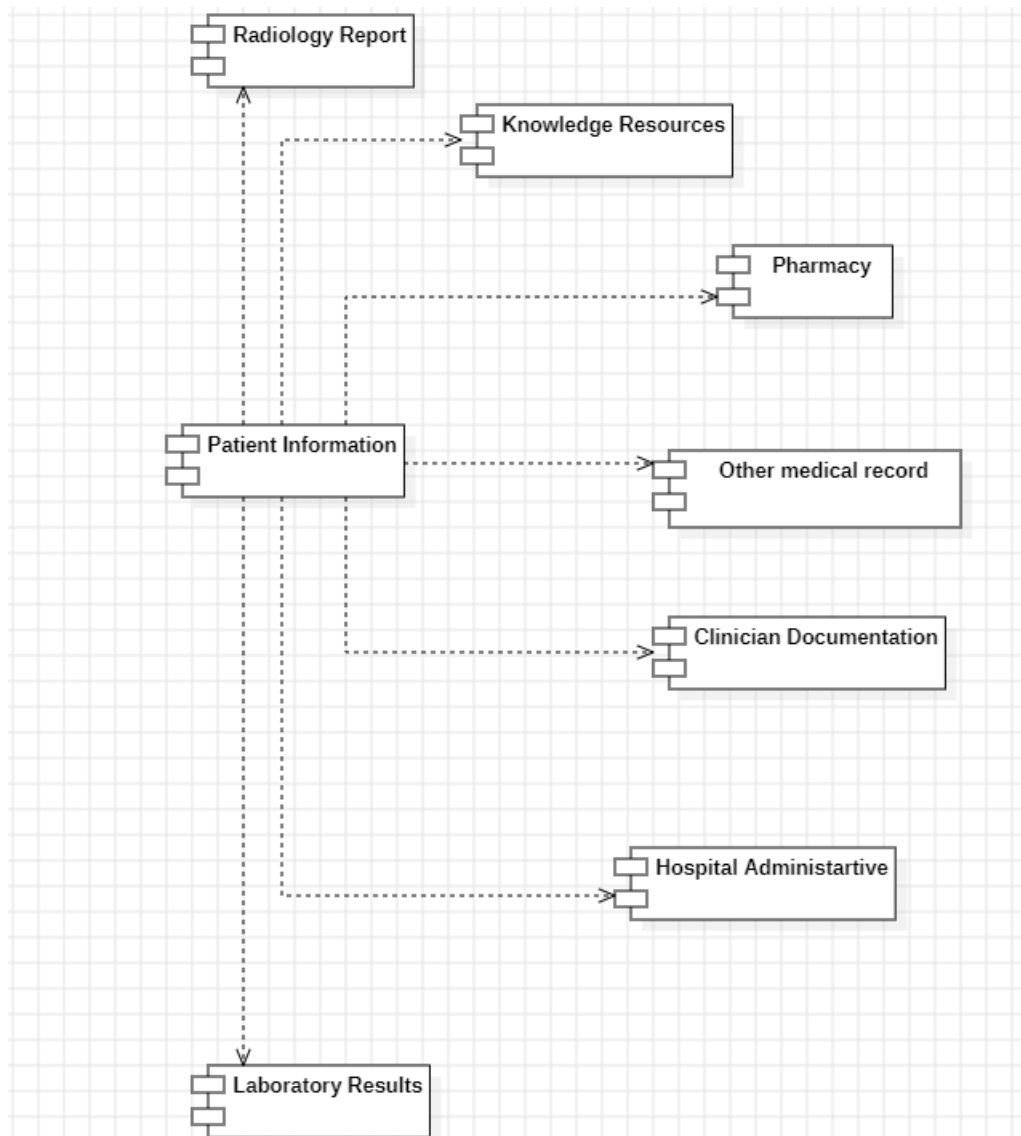 Radiology Report
Knowledge Resources
Pharmacy
Patient Information
Other medical record
Clinician Documentation
Hospital Administartive
Laboratory Results